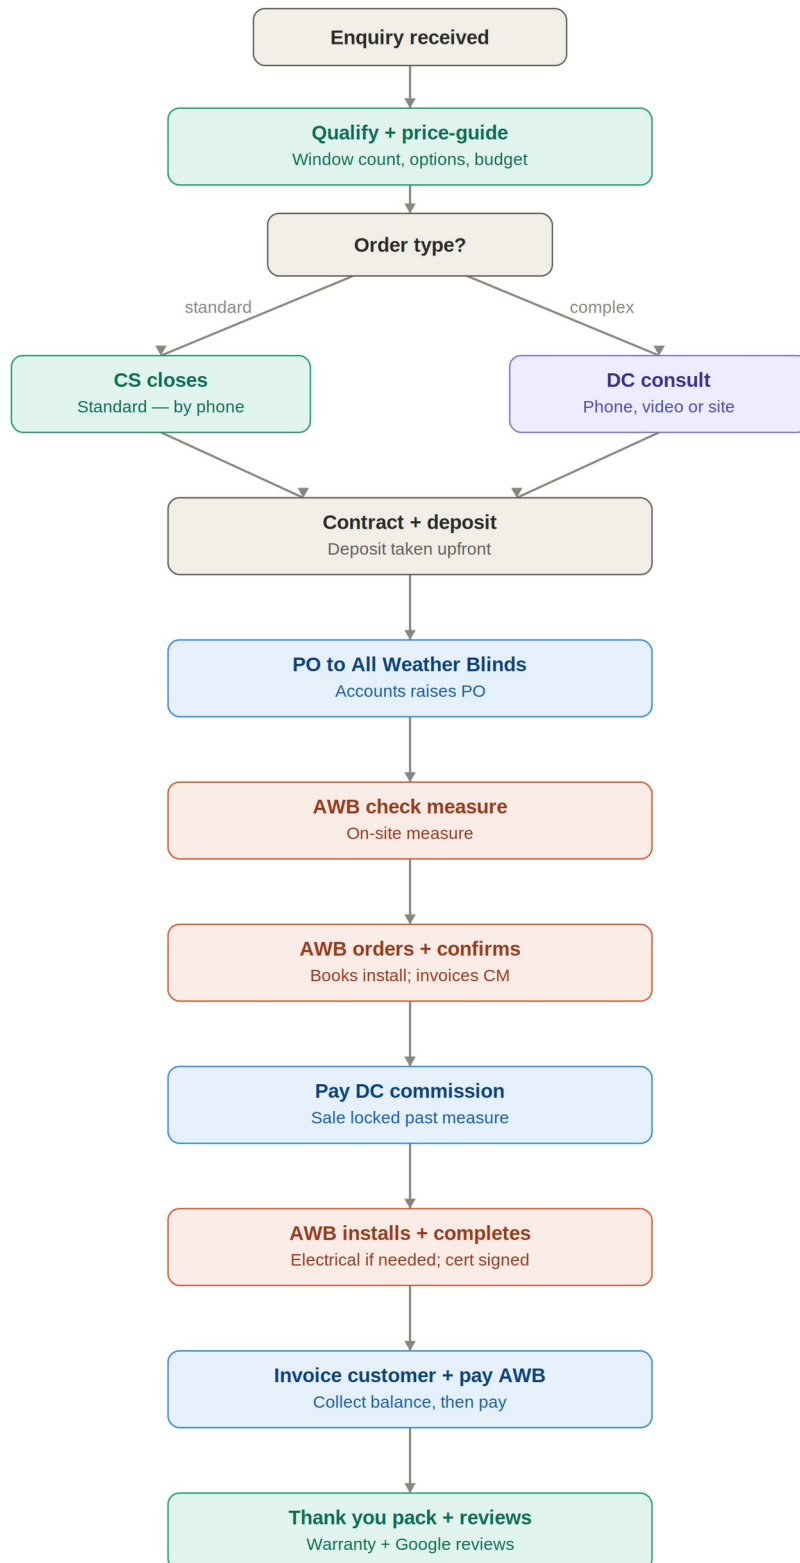 Enquiry received
Qualify + price-guide
Window count, options, budget
Order type?
standard
complex
CS closes
Standard — by phone
DC consult
Phone, video or site
Contract + deposit
Deposit taken upfront
PO to All Weather Blinds
Accounts raises PO
AWB check measure
On-site measure
AWB orders + confirms
Books install; invoices CM
Pay DC commission
Sale locked past measure
AWB installs + completes
Electrical if needed; cert signed
Invoice customer + pay AWB
Collect balance, then pay
Thank you pack + reviews
Warranty + Google reviews